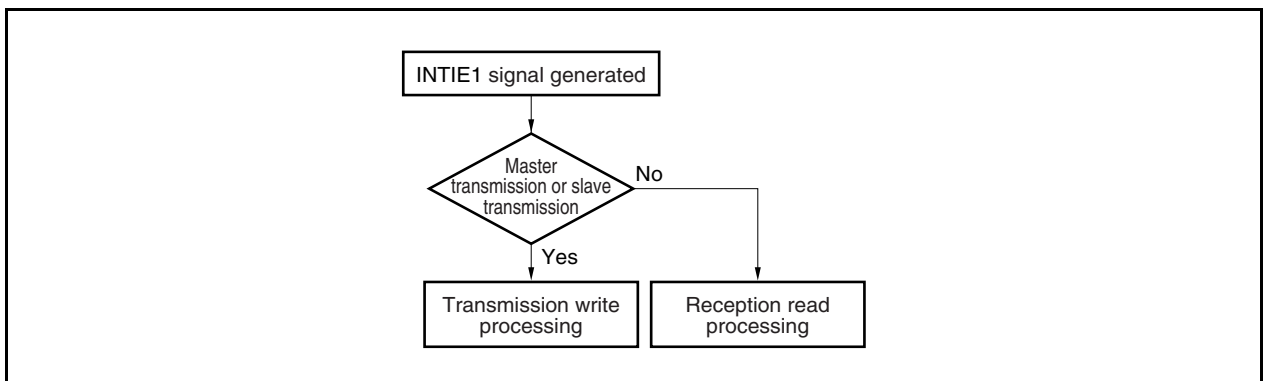 INTIE1 signal generated
Master
transmission or slave
transmission
No
Yes
Transmission write
processing
Reception read
processing